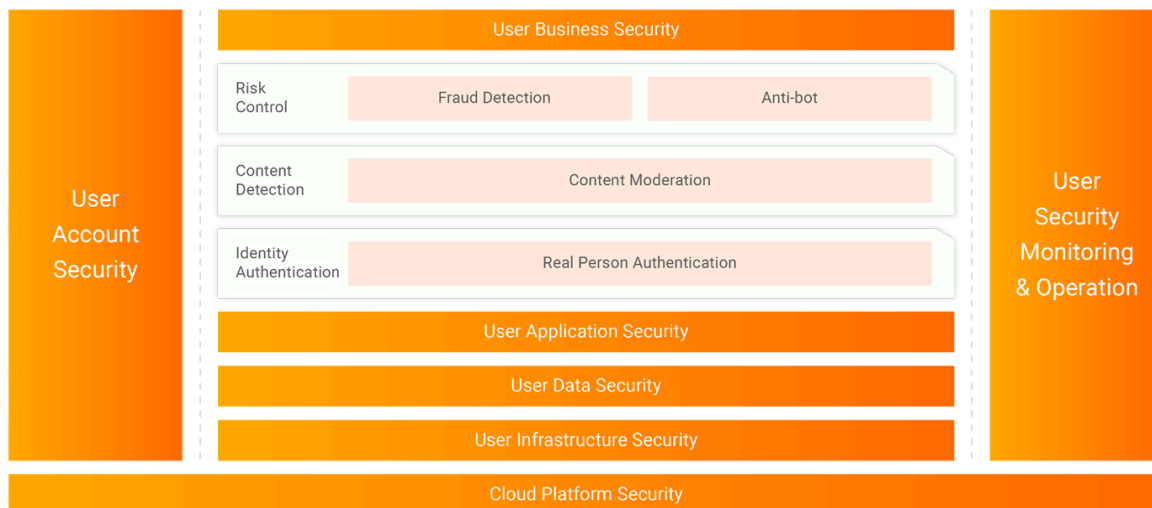 User
Account
Security
User Business Security
Risk
Control
Fraud Detection
Anti-bot
Content
Detection
Content Moderation
Identity
Authentication
Real Person Authentication
User Application Security
User Data Security
User Infrastructure Security
User
Security
Monitoring
& Operation
Cloud Platform Security